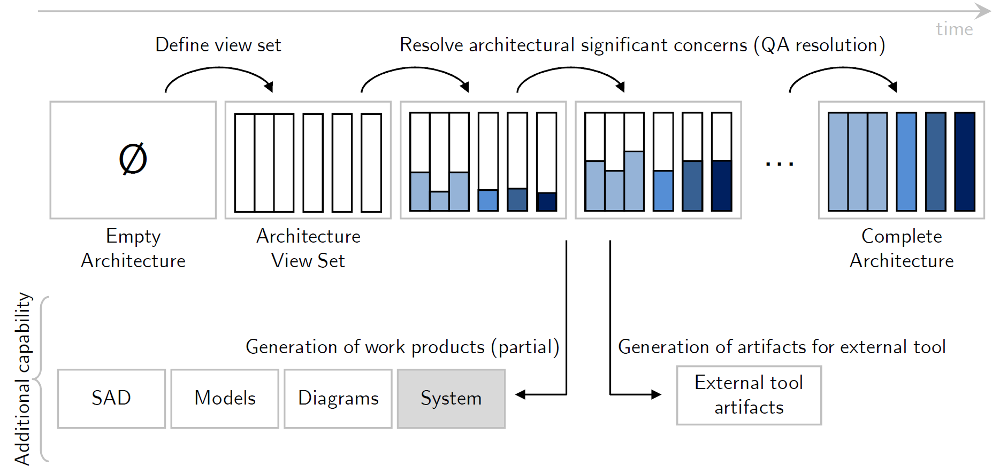 time
Define view set
Resolve architectural significant concerns (QA resolution)
Ø
...
Empty
Architecture
Architecture
View Set
Complete
Architecture
Additional capability
Generation of work products (partial)
Generation of artifacts for external tool
SAD
Models
Diagrams
System
External tool
artifacts